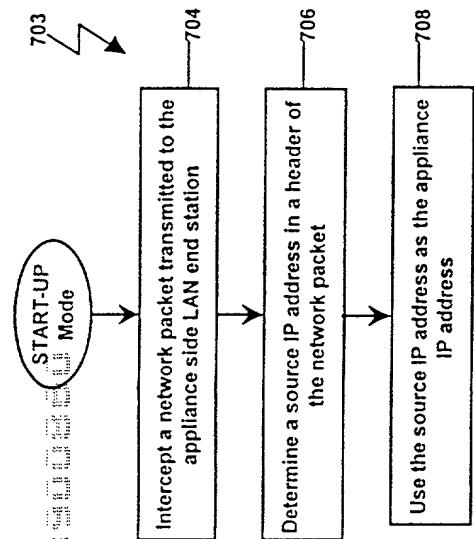 703
START-UP
Mode
Intercept a network packet transmitted to the
appliance side LAN end station
704
Determine a source IP address in a header of
the network packet
706
Use the source IP address as the appliance
IP address
708